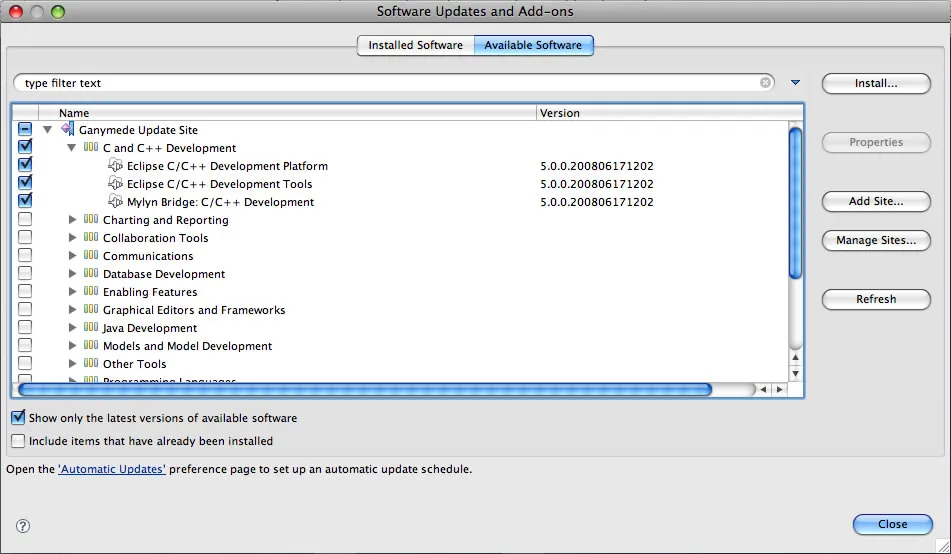 Software Updates and Add-ons
Installed Software Available Software
type filter text
Install...
Name Version
Ganymede Update Site
C and C++ Development
Properties
Eclipse C/C++ Development Platform 5.0.0.200806171202
Eclipse C/C++ Development Tools 5.0.0.200806171202
Mylyn Bridge: C/C++ Development 5.0.0.200806171202
Add Site...
Charting and Reporting
Collaboration Tools
Manage Sites...
Communications
Database Development
Enabling Features
Refresh
Graphical Editors and Frameworks
Java Development
Models and Model Development
Other Tools
Programming Languages
Show only the latest versions of available software
Include items that have already been installed
Open the 'Automatic Updates' preference page to set up an automatic update schedule.
?
Close